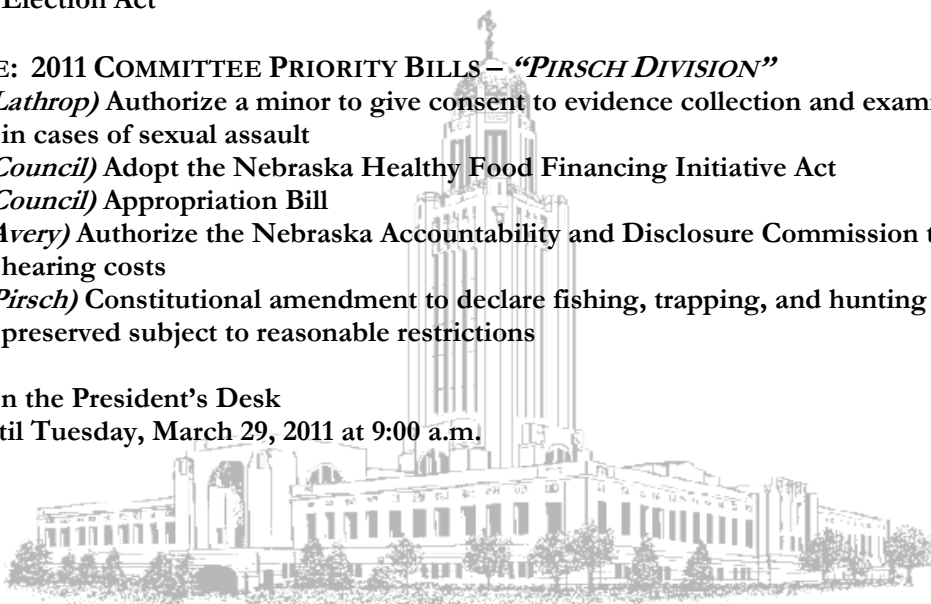 Election Act
E: 2011 COMMITTEE PRIORITY BILLS – “PIRSCH DIVISION”
Lathrop) Authorize a minor to give consent to evidence collection and exami
in cases of sexual assault
Council) Adopt the Nebraska Healthy Food Financing Initiative Act
Council) Appropriation Bill
Avery) Authorize the Nebraska Accountability and Disclosure Commission t
hearing costs
Pirsch) Constitutional amendment to declare fishing, trapping, and hunting
preserved subject to reasonable restrictions
n the President’s Desk
til Tuesday, March 29, 2011 at 9:00 a.m.